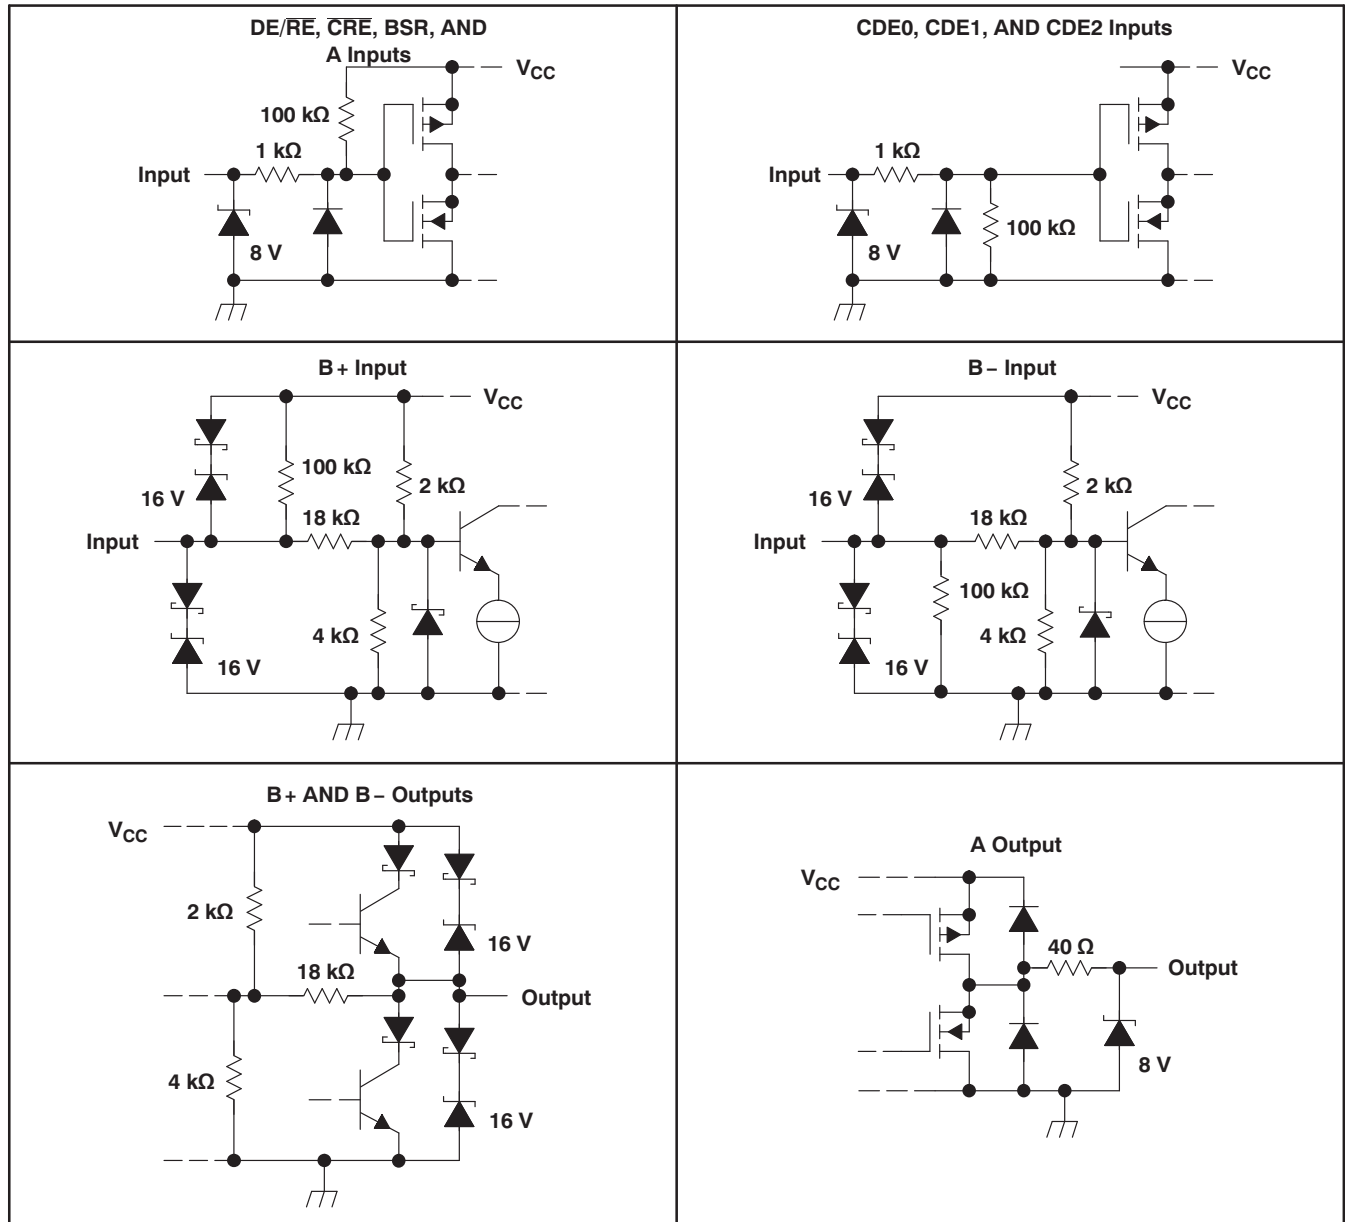 DE/RE, CRE, BSR, AND
A Inputs
VCC
100 kΩ
1 kΩ
Input
8 V
CDE0, CDE1, AND CDE2 Inputs
VCC
1 kΩ
Input
100 kΩ
8 V
B+ Input
VCC
100 kΩ
2 kΩ
16 V
18 kΩ
Input
4 kΩ
16 V
B− Input
VCC
2 kΩ
16 V
18 kΩ
Input
100 kΩ
4 kΩ
16 V
B+ AND B− Outputs
VCC
2 kΩ
16 V
18 kΩ
Output
4 kΩ
16 V
A Output
VCC
40 Ω
Output
8 V